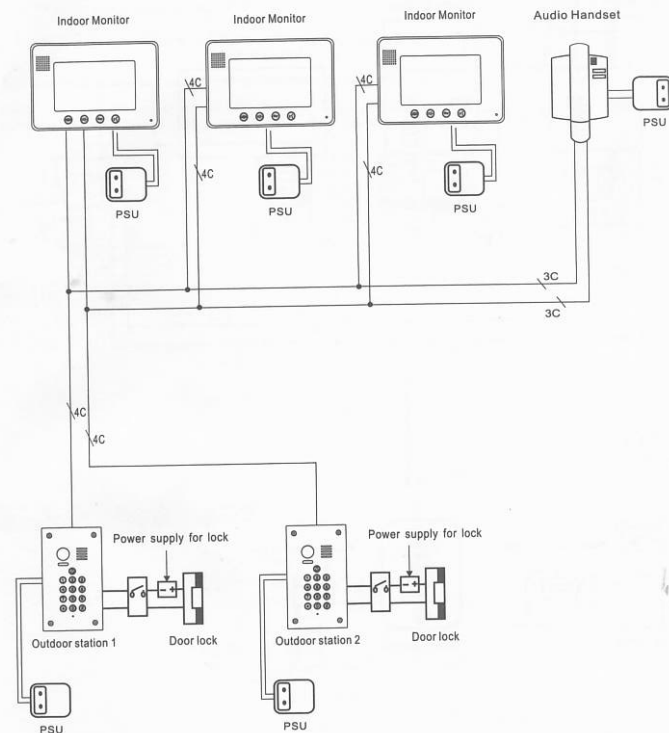 Indoor Monitor
Indoor Monitor
Indoor Monitor
Audio Handset
4C
4C
PSU
4C
4C
PSU
PSU
PSU
3C
3C
4C
4C
Power supply for lock
Power supply for lock
Outdoor station 1
Door lock
Outdoor station 2
Door lock
PSU
PSU